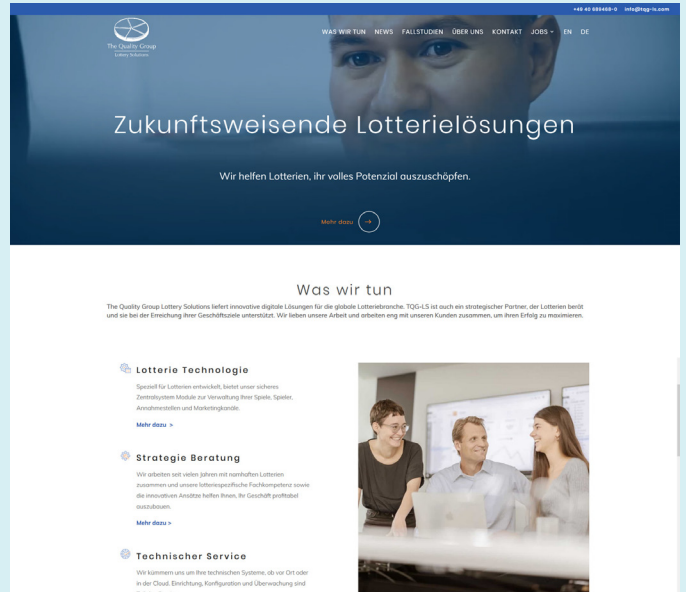 +49 40 689468-0 info@tqg-ls.com
The Quality Group
Lottery Solutions
WAS WIR TUN NEWS FALLSTUDIEN ÜBER UNS KONTAKT JOBS EN DE
Zukunftsweisende Lotterielösungen
Wir helfen Lotterien, ihr volles Potenzial auszuschöpfen.
Mehr dazu
Was wir tun
The Quality Group Lottery Solutions liefert innovative digitale Lösungen für die globale Lotteriebranche. TQG-LS ist auch ein strategischer Partner, der Lotterien berät
und sie bei der Erreichung ihrer Geschäftsziele unterstützt. Wir lieben unsere Arbeit und arbeiten eng mit unseren Kunden zusammen, um ihren Erfolg zu maximieren.
Lotterie Technologie
Speziell für Lotterien entwickelt, bietet unser sicheres
Zentralsystem Module zur Verwaltung Ihrer Spiele, Spieler,
Annahmestellen und Marketingkanäle.
Mehr dazu >
Strategie Beratung
Wir arbeiten seit vielen Jahren mit namhaften Lotterien
zusammen und unsere lotteriespezifische Fachkompetenz sowie
die innovativen Ansätze helfen Ihnen, Ihr Geschäft profitabel
auszubauen.
Mehr dazu >
Technischer Service
Wir kümmern uns um Ihre technischen Systeme, ob vor Ort oder
in der Cloud. Einrichtung, Konfiguration und Überwachung sind